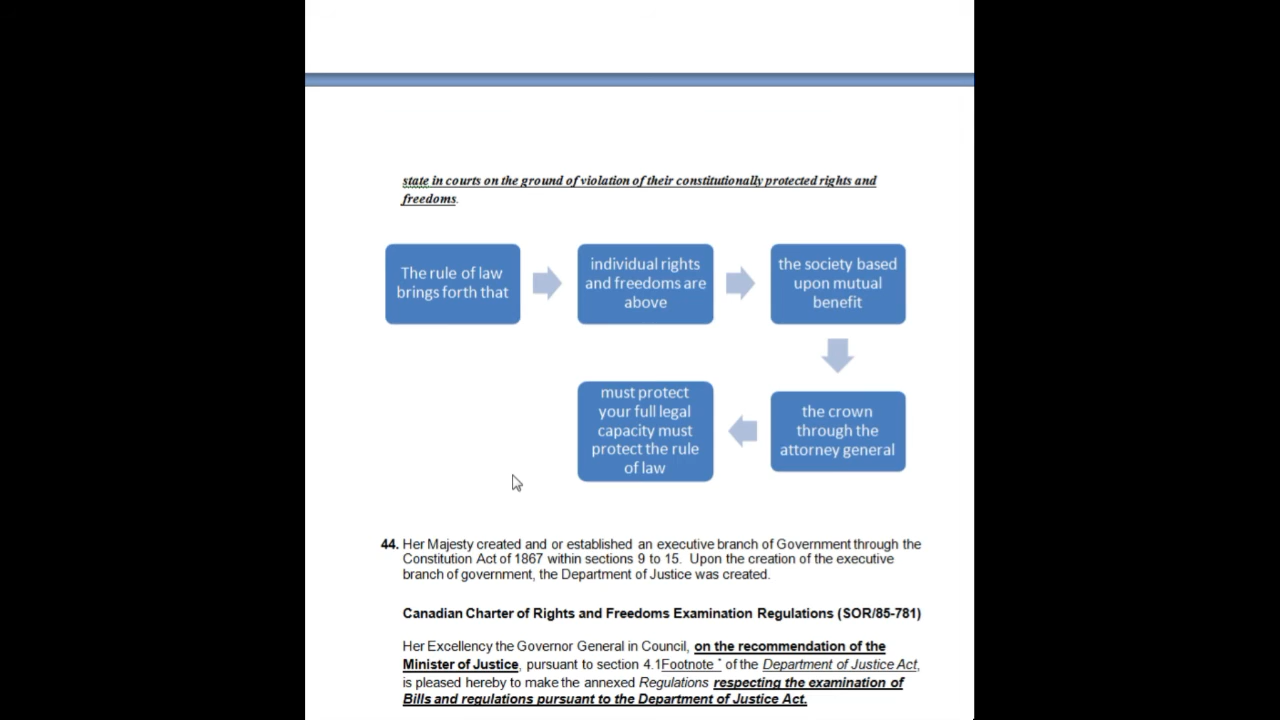 state in courts on the ground of violation of their constitutionally protected rights and
freedoms.
The rule of law
brings forth that
individual rights
and freedoms are
above
the society based
upon mutual
benefit
the crown
through the
attorney general
must protect
your full legal
capacity must
protect the rule
of law
44. Her Majesty created and or established an executive branch of Government through the
Constitution Act of 1867 within sections 9 to 15. Upon the creation of the executive
branch of government, the Department of Justice was created.
Canadian Charter of Rights and Freedoms Examination Regulations (SOR/85-781)
Her Excellency the Governor General in Council, on the recommendation of the
Minister of Justice, pursuant to section 4.1Footnote * of the Department of Justice Act,
is pleased hereby to make the annexed Regulations respecting the examination of
Bills and regulations pursuant to the Department of Justice Act.